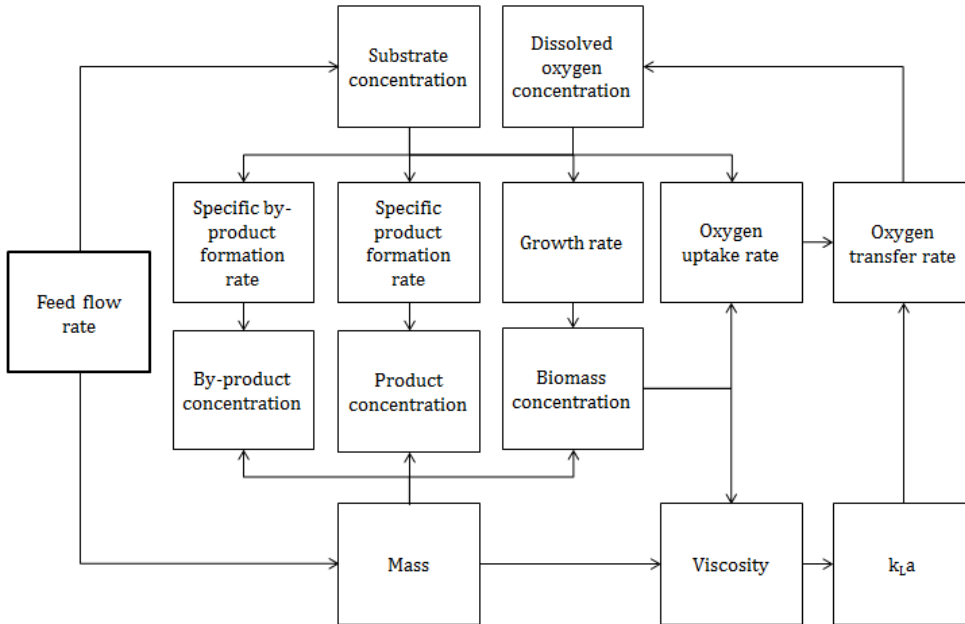 Substrate
concentration
Dissolved
oxygen
concentration
Specific by-
product
formation
rate
Specific
product
formation
rate
Growth rate
Oxygen
uptake rate
Oxygen
transfer rate
Feed flow
rate
By-product
concentration
Product
concentration
Biomass
concentration
Mass
Viscosity
kLa